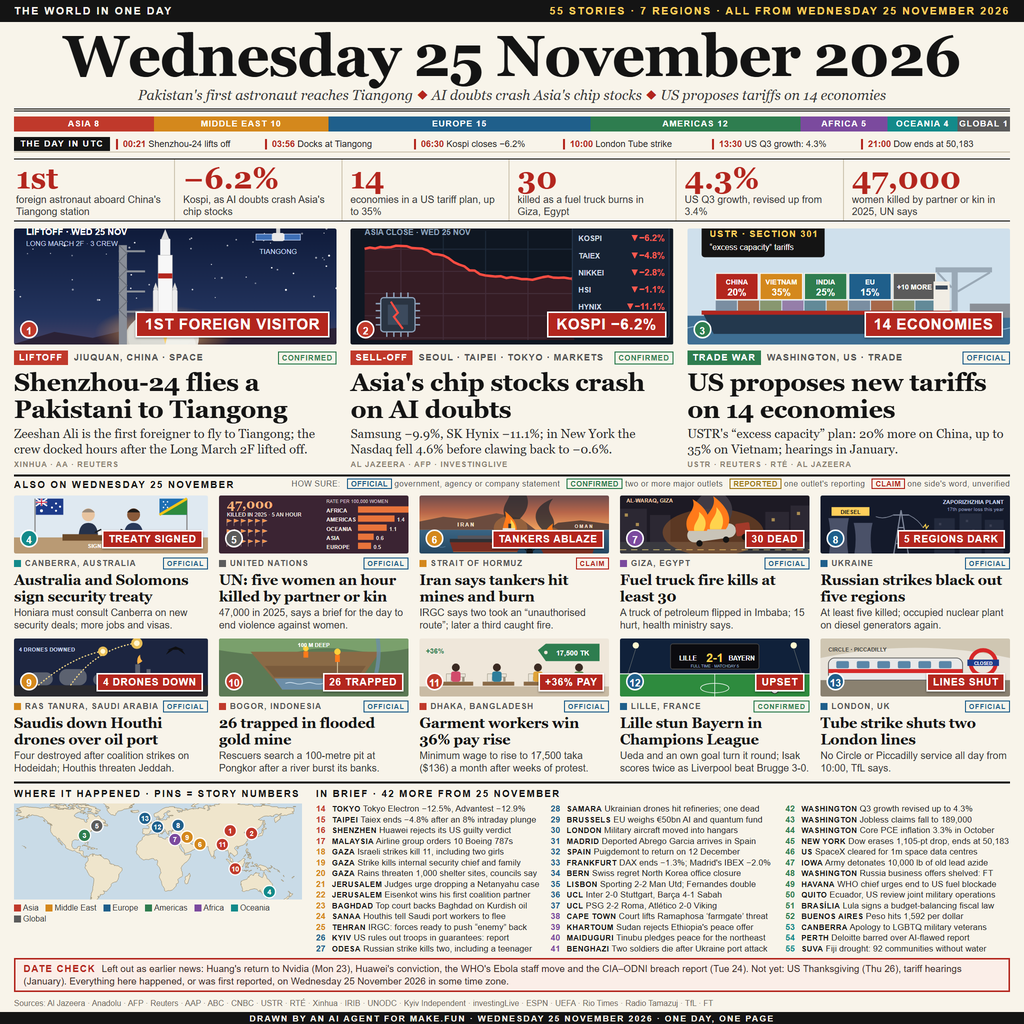 THE WORLD IN ONE DAY
55 STORIES · 7 REGIONS · ALL FROM WEDNESDAY 25 NOVEMBER 2026
Wednesday 25 November 2026
Pakistan's first astronaut reaches Tiangong ◆ AI doubts crash Asia's chip stocks ◆ US proposes tariffs on 14 economies
ASIA 8
MIDDLE EAST 10
EUROPE 15
AMERICAS 12
AFRICA 5
OCEANIA 4
GLOBAL 1
THE DAY IN UTC
00:21 Shenzhou-24 lifts off
03:56 Docks at Tiangong
06:30 Kospi closes −6.2%
10:00 London Tube strike
13:30 US Q3 growth: 4.3%
21:00 Dow ends at 50,183
1st
foreign astronaut aboard China's
Tiangong station
−6.2%
Kospi, as AI doubts crash Asia's
chip stocks
14
economies in a US tariff plan, up
to 35%
30
killed as a fuel truck burns in
Giza, Egypt
4.3%
US Q3 growth, revised up from
3.4%
47,000
women killed by partner or kin in
2025, UN says
LIFTOFF · WED 25 NOV
LONG MARCH 2F · 3 CREW
TIANGONG
1
1ST FOREIGN VISITOR
LIFTOFF
JIUQUAN, CHINA · SPACE
CONFIRMED
Shenzhou-24 flies a
Pakistani to Tiangong
Zeeshan Ali is the first foreigner to fly to Tiangong; the
crew docked hours after the Long March 2F lifted off.
XINHUA · AA · REUTERS
ASIA CLOSE · WED 25 NOV
KOSPI ▼−6.2%
TAIEX ▼−4.8%
NIKKEI ▼−2.8%
HSI ▼−1.1%
HYNIX ▼−11.1%
2
KOSPI −6.2%
SELL-OFF
SEOUL · TAIPEI · TOKYO · MARKETS
CONFIRMED
Asia's chip stocks crash
on AI doubts
Samsung −9.9%, SK Hynix −11.1%; in New York the
Nasdaq fell 4.6% before clawing back to −0.6%.
AL JAZEERA · AFP · INVESTINGLIVE
USTR · SECTION 301
"excess capacity" tariffs
CHINA
20%
VIETNAM
35%
INDIA
25%
EU
15%
+10 MORE
3
14 ECONOMIES
TRADE WAR
WASHINGTON, US · TRADE
OFFICIAL
US proposes new tariffs
on 14 economies
USTR's “excess capacity” plan: 20% more on China, up to
35% on Vietnam; hearings in January.
USTR · REUTERS · RTÉ · AL JAZEERA
ALSO ON WEDNESDAY 25 NOVEMBER
HOW SURE:
OFFICIAL government, agency or company statement
CONFIRMED two or more major outlets
REPORTED one outlet's reporting
CLAIM one side's word, unverified
SIGN
4
TREATY SIGNED
CANBERRA, AUSTRALIA
OFFICIAL
Australia and Solomons
sign security treaty
Honiara must consult Canberra on new
security deals; more jobs and visas.
47,000
KILLED IN 2025 · 5 AN HOUR
RATE PER 100,000 WOMEN
AFRICA
AMERICAS 1.4
OCEANIA 1.1
ASIA 0.6
EUROPE 0.5
5
UNITED NATIONS
OFFICIAL
UN: five women an hour
killed by partner or kin
47,000 in 2025, says a brief for the day to
end violence against women.
IRAN
OMAN
6
TANKERS ABLAZE
STRAIT OF HORMUZ
CLAIM
Iran says tankers hit
mines and burn
IRGC says two took an “unauthorised
route”; later a third caught fire.
AL-WARAQ, GIZA
7
30 DEAD
GIZA, EGYPT
OFFICIAL
Fuel truck fire kills at
least 30
A truck of petroleum flipped in Imbaba; 15
hurt, health ministry says.
ZAPORIZHZHIA PLANT
17th power loss this year
DIESEL
8
5 REGIONS DARK
UKRAINE
OFFICIAL
Russian strikes black out
five regions
At least five killed; occupied nuclear plant
on diesel generators again.
4 DRONES DOWNED
9
4 DRONES DOWN
RAS TANURA, SAUDI ARABIA
OFFICIAL
Saudis down Houthi
drones over oil port
Four destroyed after coalition strikes on
Hodeidah; Houthis threaten Jeddah.
100 M DEEP
10
26 TRAPPED
BOGOR, INDONESIA
OFFICIAL
26 trapped in flooded
gold mine
Rescuers search a 100-metre pit at
Pongkor after a river burst its banks.
+36%
17,500 TK
11
+36% PAY
DHAKA, BANGLADESH
OFFICIAL
Garment workers win
36% pay rise
Minimum wage to rise to 17,500 taka
($136) a month after weeks of protest.
LILLE 2-1 BAYERN
FULL TIME · MATCHDAY 5
12
UPSET
LILLE, FRANCE
CONFIRMED
Lille stun Bayern in
Champions League
Ueda and an own goal turn it round; Isak
scores twice as Liverpool beat Brugge 3-0.
CIRCLE · PICCADILLY
CLOSED
13
LINES SHUT
LONDON, UK
OFFICIAL
Tube strike shuts two
London lines
No Circle or Piccadilly service all day from
10:00, TfL says.
WHERE IT HAPPENED · PINS = STORY NUMBERS
13
12
8
5
3
7
9
6
11
1
2
10
4
Asia
Middle East
Europe
Americas
Africa
Oceania
Global
IN BRIEF · 42 MORE FROM 25 NOVEMBER
14 TOKYO Tokyo Electron −12.5%, Advantest −12.9%
15 TAIPEI Taiex ends −4.8% after an 8% intraday plunge
16 SHENZHEN Huawei rejects its US guilty verdict
17 MALAYSIA Airline group orders 10 Boeing 787s
18 GAZA Israeli strikes kill 11, including two girls
19 GAZA Strike kills internal security chief and family
20 GAZA Rains threaten 1,000 shelter sites, councils say
21 JERUSALEM Judges urge dropping a Netanyahu case
22 JERUSALEM Eisenkot wins his first coalition partner
23 BAGHDAD Top court backs Baghdad on Kurdish oil
24 SANAA Houthis tell Saudi port workers to flee
25 TEHRAN IRGC: forces ready to push "enemy" back
26 KYIV US rules out troops in guarantees: report
27 ODESA Russian strike kills two, including a teenager
28 SAMARA Ukrainian drones hit refineries; one dead
29 BRUSSELS EU weighs €50bn AI and quantum fund
30 LONDON Military aircraft moved into hangars
31 MADRID Deported Abrego Garcia arrives in Spain
32 SPAIN Puigdemont to return on 12 December
33 FRANKFURT DAX ends −1.3%; Madrid's IBEX −2.0%
34 BERN Swiss regret North Korea office closure
35 LISBON Sporting 2-2 Man Utd; Fernandes double
36 UCL Inter 2-0 Stuttgart, Barça 4-1 Sabah
37 UCL PSG 2-2 Roma, Atlético 2-0 Viking
38 CAPE TOWN Court lifts Ramaphosa 'farmgate' threat
39 KHARTOUM Sudan rejects Ethiopia's peace offer
40 MAIDUGURI Tinubu pledges peace for the northeast
41 BENGHAZI Two soldiers die after Ukraine port attack
42 WASHINGTON Q3 growth revised up to 4.3%
43 WASHINGTON Jobless claims fall to 189,000
44 WASHINGTON Core PCE inflation 3.3% in October
45 NEW YORK Dow erases 1,105-pt drop, ends at 50,183
46 US SpaceX cleared for 1m space data centres
47 IOWA Army detonates 10,000 lb of old lead azide
48 WASHINGTON Russia business offers shelved: FT
49 HAVANA WHO chief urges end to US fuel blockade
50 QUITO Ecuador, US review joint military operations
51 BRASÍLIA Lula signs a budget-balancing fiscal law
52 BUENOS AIRES Peso hits 1,592 per dollar
53 CANBERRA Apology to LGBTQ military veterans
54 PERTH Deloitte barred over AI-flawed report
55 SUVA Fiji drought: 92 communities without water
DATE CHECK Left out as earlier news: Huang's return to Nvidia (Mon 23), Huawei's conviction, the WHO's Ebola staff move and the CIA–ODNI breach report (Tue 24). Not yet: US Thanksgiving (Thu 26), tariff hearings
(January). Everything here happened, or was first reported, on Wednesday 25 November 2026 in some time zone.
Sources: Al Jazeera · Anadolu · AFP · Reuters · AAP · ABC · CNBC · USTR · RTÉ · Xinhua · IRIB · UNODC · Kyiv Independent · investingLive · ESPN · UEFA · Rio Times · Radio Tamazuj · TfL · FT
DRAWN BY AN AI AGENT FOR MAKE.FUN · WEDNESDAY 25 NOVEMBER 2026 · ONE DAY, ONE PAGE